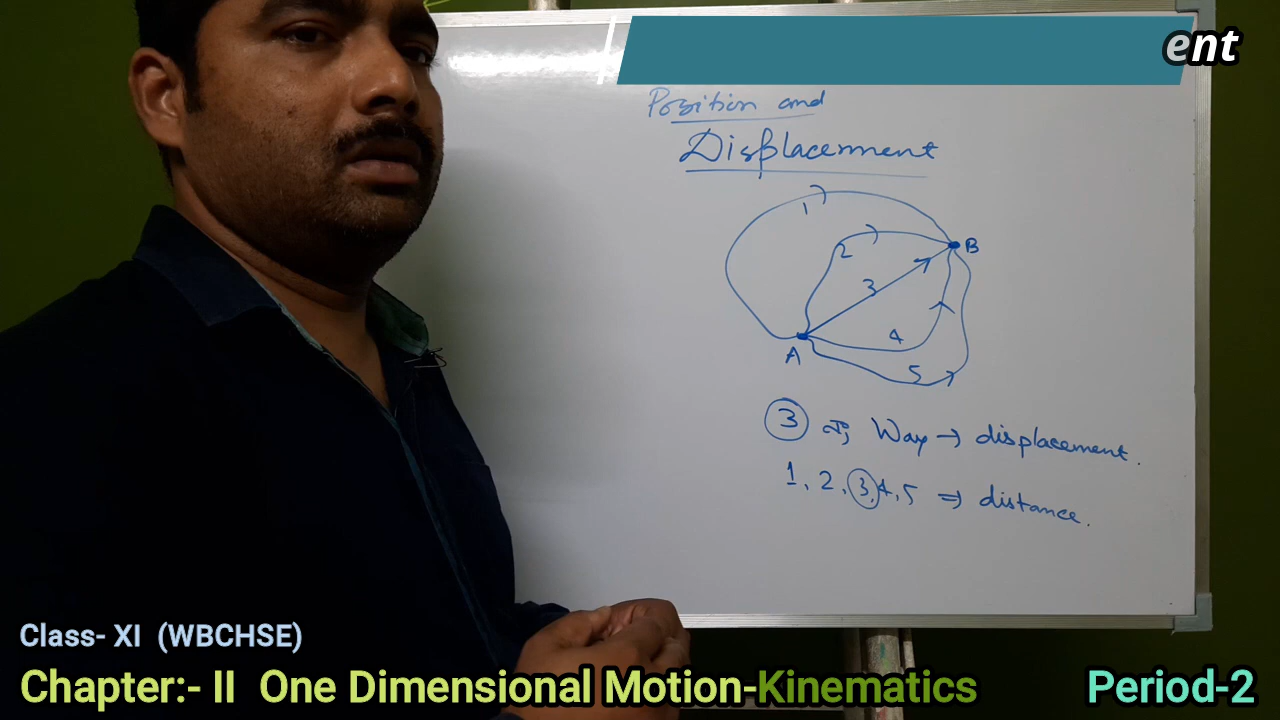 ent
Position and
Displacement
1
2
B
3
4
A
5
3 নং Way → displacement.
1, 2, 3, 4, 5 ⇒ distance.
Class- XI (WBCHSE)
Chapter:- II One Dimensional Motion-Kinematics
Period-2